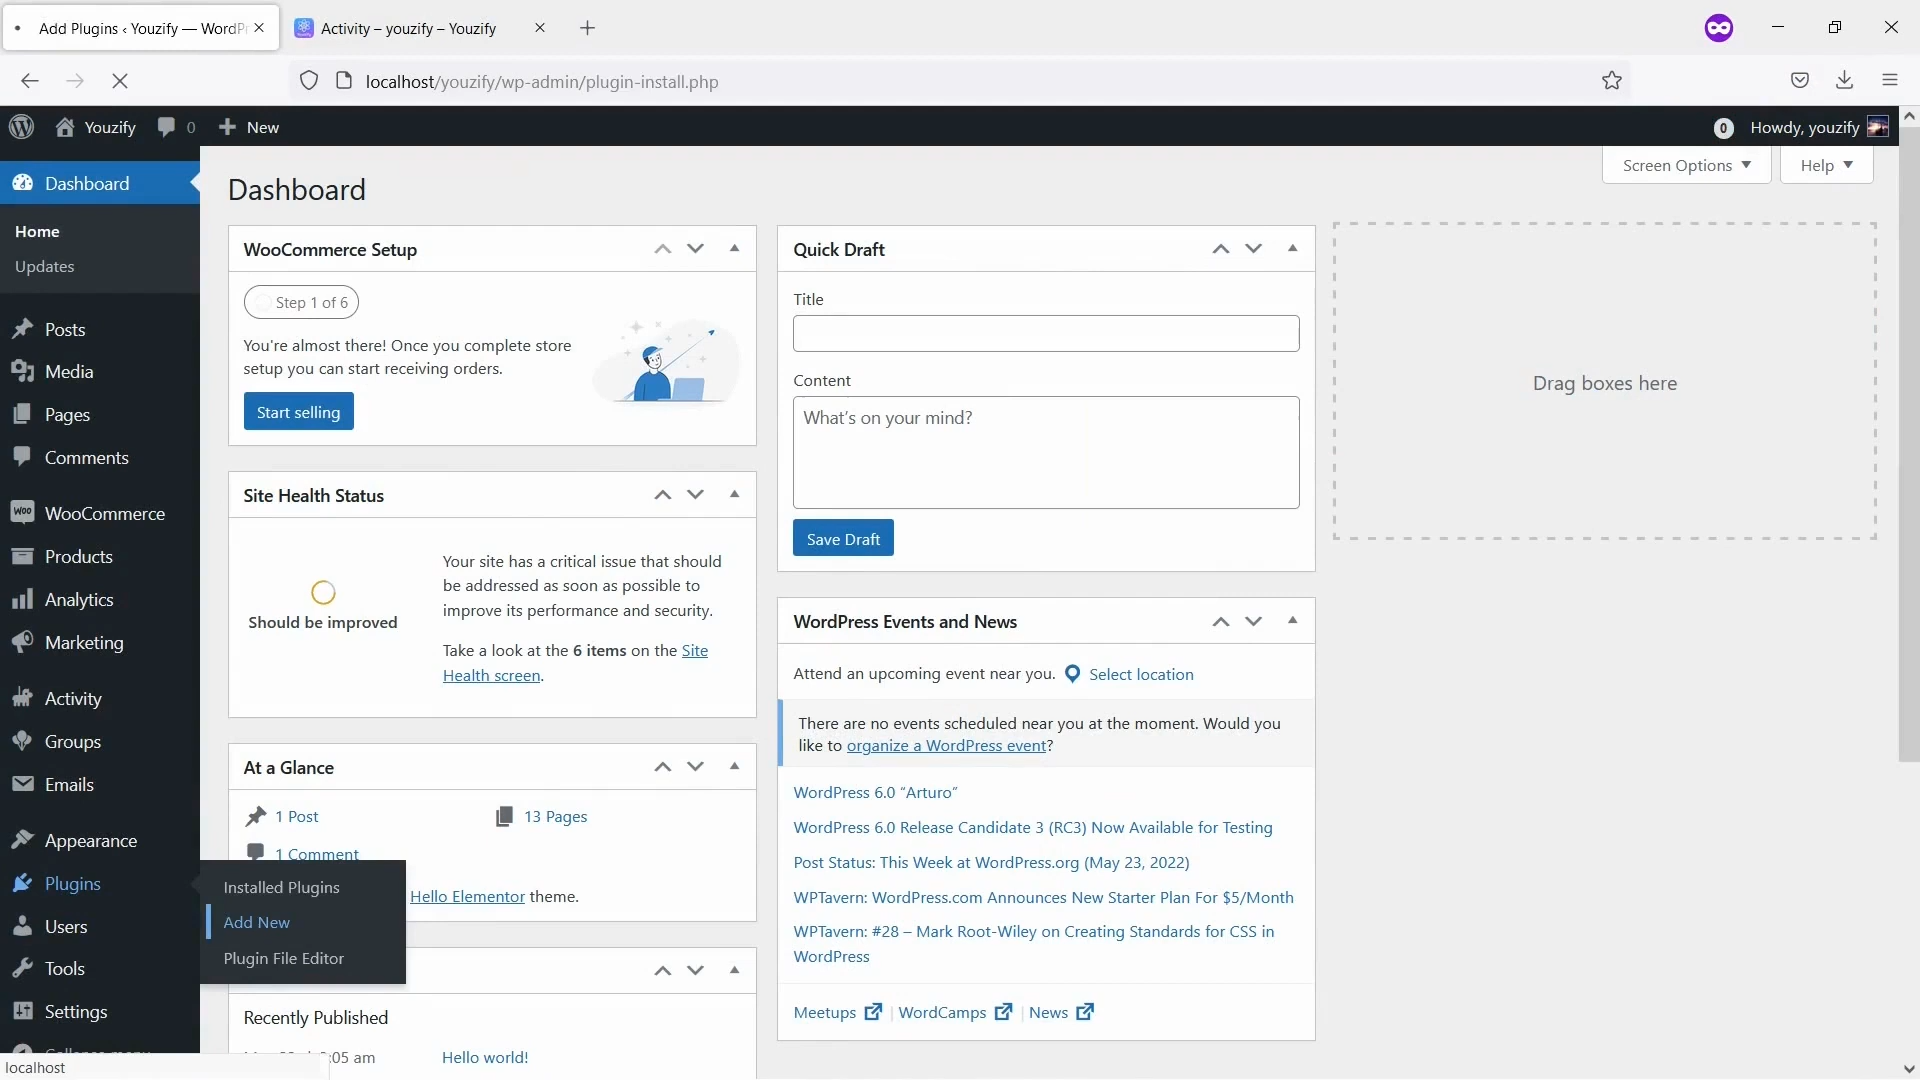 Add Plugins ‹ Youzify — WordPr
Activity – youzify – Youzify
localhost/youzify/wp-admin/plugin-install.php
Youzify
0
New
0
Howdy, youzify
Screen Options
Help
Dashboard
Home
Updates
Posts
Media
Pages
Comments
WooCommerce
Products
Analytics
Marketing
Activity
Groups
Emails
Appearance
Plugins
Users
Tools
Settings
Collapse menu
Installed Plugins
Add New
Plugin File Editor
Dashboard
WooCommerce Setup
Step 1 of 6
You're almost there! Once you complete store
setup you can start receiving orders.
Start selling
Site Health Status
Should be improved
Your site has a critical issue that should
be addressed as soon as possible to
improve its performance and security.
Take a look at the 6 items on the Site
Health screen.
At a Glance
1 Post
13 Pages
1 Comment
Hello Elementor theme.
Recently Published
:05 am
Hello world!
Quick Draft
Title
Content
What's on your mind?
Save Draft
WordPress Events and News
Attend an upcoming event near you.
Select location
There are no events scheduled near you at the moment. Would you
like to organize a WordPress event?
WordPress 6.0 “Arturo”
WordPress 6.0 Release Candidate 3 (RC3) Now Available for Testing
Post Status: This Week at WordPress.org (May 23, 2022)
WPTavern: WordPress.com Announces New Starter Plan For $5/Month
WPTavern: #28 – Mark Root-Wiley on Creating Standards for CSS in
WordPress
Meetups | WordCamps | News
Drag boxes here
localhost